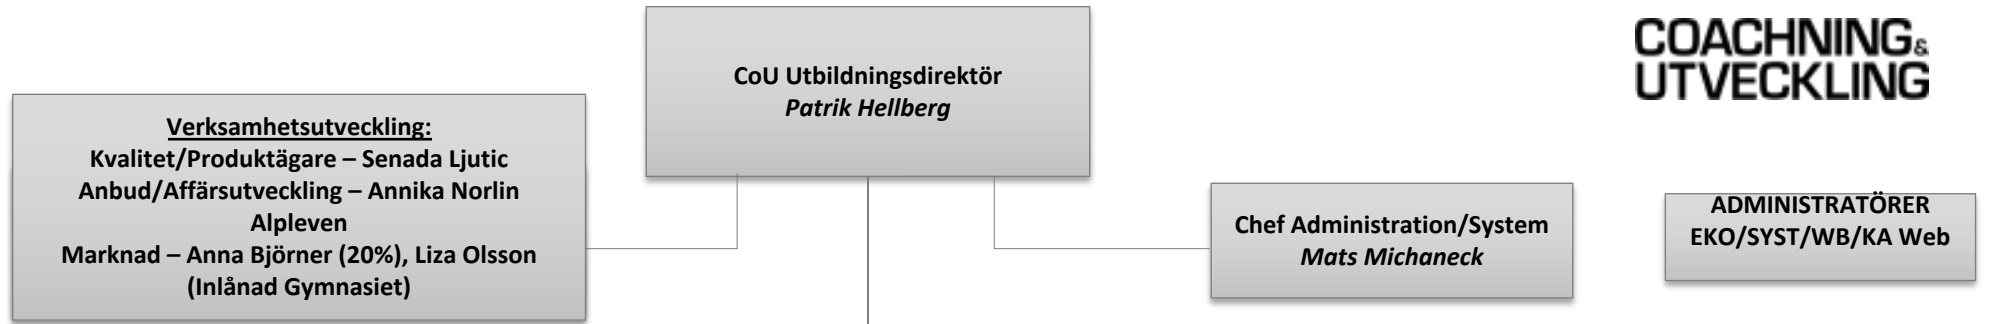 COACHNING&
UTVECKLING
CoU Utbildningsdirektör
Patrik Hellberg
Verksamhetsutveckling:
Kvalitet/Produktägare – Senada Ljutic
Anbud/Affärsutveckling – Annika Norlin
Alpleven
Marknad – Anna Björner (20%), Liza Olsson
(Inlånad Gymnasiet)
Chef Administration/System
Mats Michaneck
ADMINISTRATÖRER
EKO/SYST/WB/KA Web